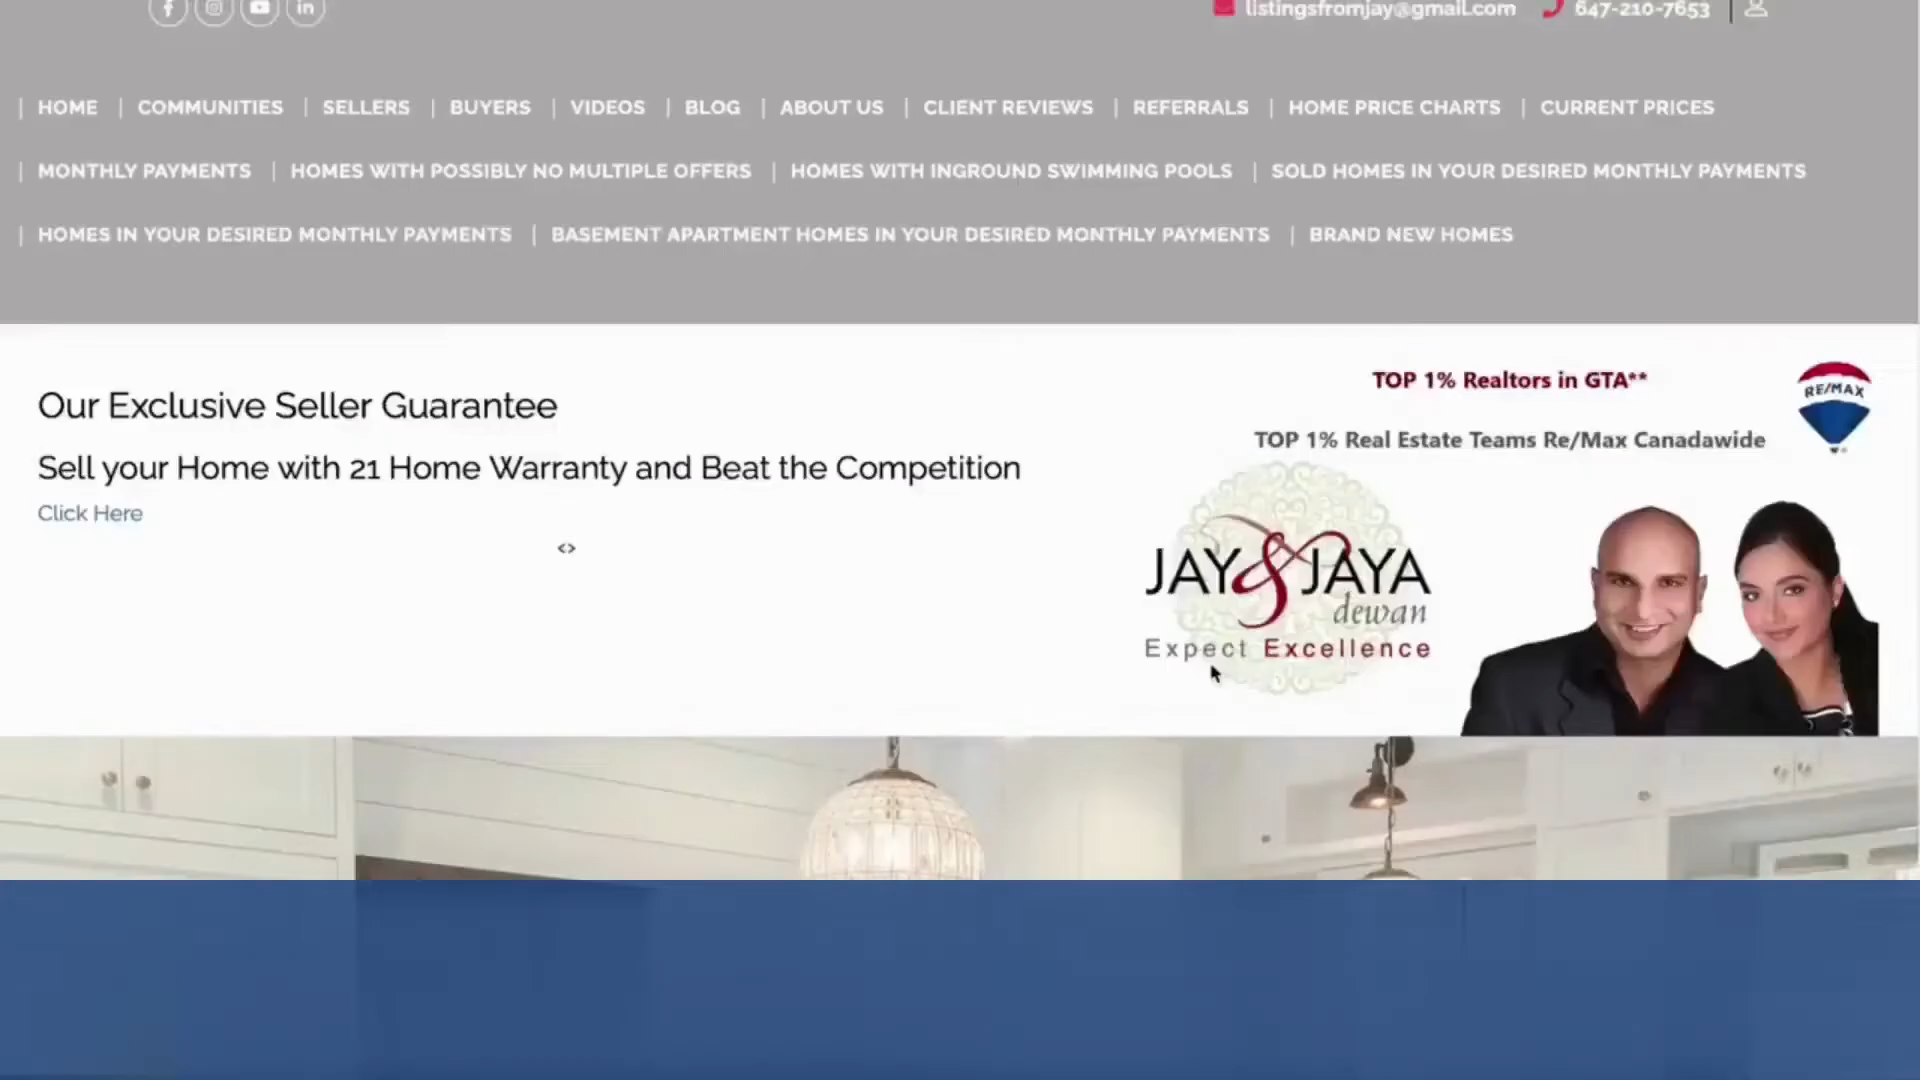 listingsfromjay@gmail.com 647-210-7653
| HOME | COMMUNITIES | SELLERS | BUYERS | VIDEOS | BLOG | ABOUT US | CLIENT REVIEWS | REFERRALS | HOME PRICE CHARTS | CURRENT PRICES
| MONTHLY PAYMENTS | HOMES WITH POSSIBLY NO MULTIPLE OFFERS | HOMES WITH INGROUND SWIMMING POOLS | SOLD HOMES IN YOUR DESIRED MONTHLY PAYMENTS
| HOMES IN YOUR DESIRED MONTHLY PAYMENTS | BASEMENT APARTMENT HOMES IN YOUR DESIRED MONTHLY PAYMENTS | BRAND NEW HOMES
Our Exclusive Seller Guarantee
Sell your Home with 21 Home Warranty and Beat the Competition
Click Here
<>
TOP 1% Realtors in GTA**
RE/MAX
TOP 1% Real Estate Teams Re/Max Canadawide
JAY & JAYA
dewan
Expect Excellence